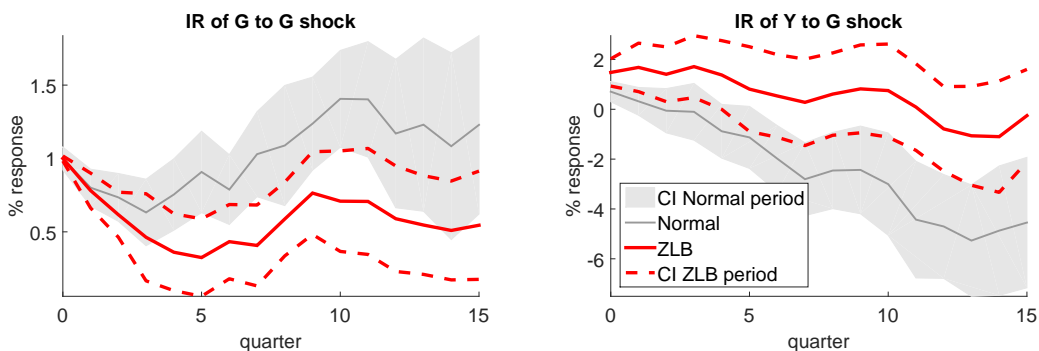 IR of G to G shock
1.5
1
0.5
% response
0 5 10 15
quarter
IR of Y to G shock
2
0
-2
-4
-6
% response
CI Normal period
Normal
ZLB
CI ZLB period
0 5 10 15
quarter